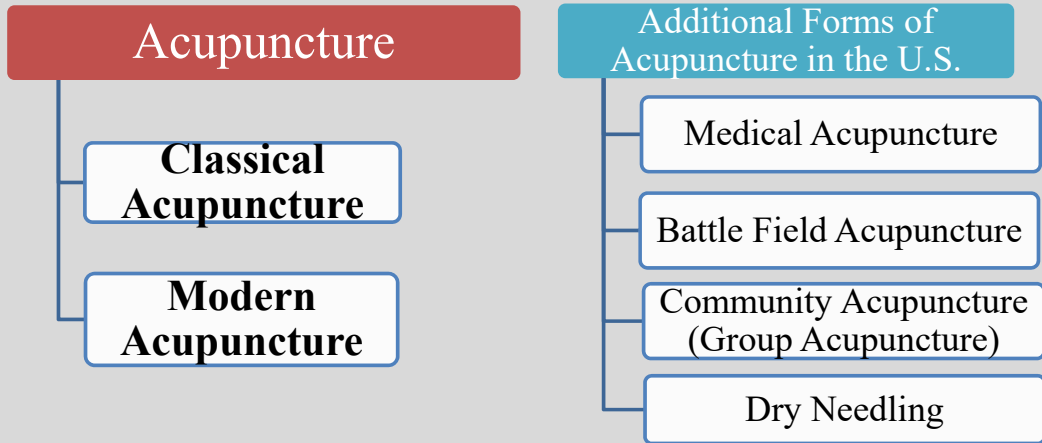 Acupuncture
Classical
Acupuncture
Modern
Acupuncture
Additional Forms of
Acupuncture in the U.S.
Medical Acupuncture
Battle Field Acupuncture
Community Acupuncture
(Group Acupuncture)
Dry Needling